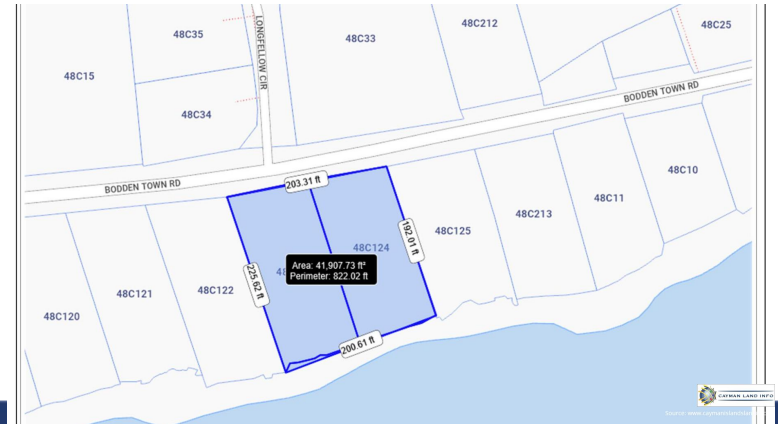 48C35
48C33
48C212
48C25
LONGFELLOW CIR
48C15
48C34
BODDEN TOWN RD
BODDEN TOWN RD
203.31 ft
48C10
48C11
48C213
48C125
192.01 ft
48C124
Area: 41,907.73 ft²
Perimeter: 822.02 ft
225.62 ft
48C122
48C121
48C120
200.61 ft
CAYMAN LAND INFO